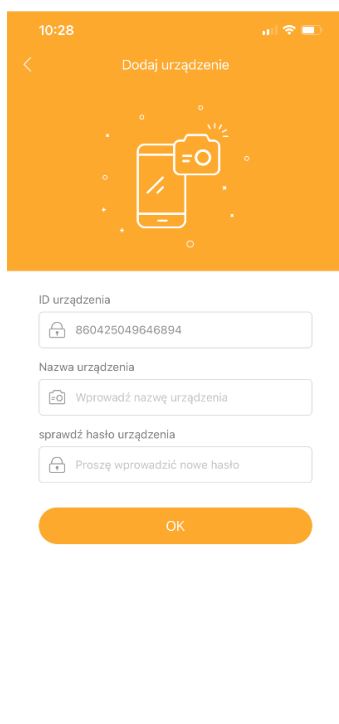 10:28
Dodaj urządzenie
ID urządzenia
860425049646894
Nazwa urządzenia
Wprowadź nazwę urządzenia
sprawdź hasło urządzenia
Proszę wprowadzić nowe hasło
OK